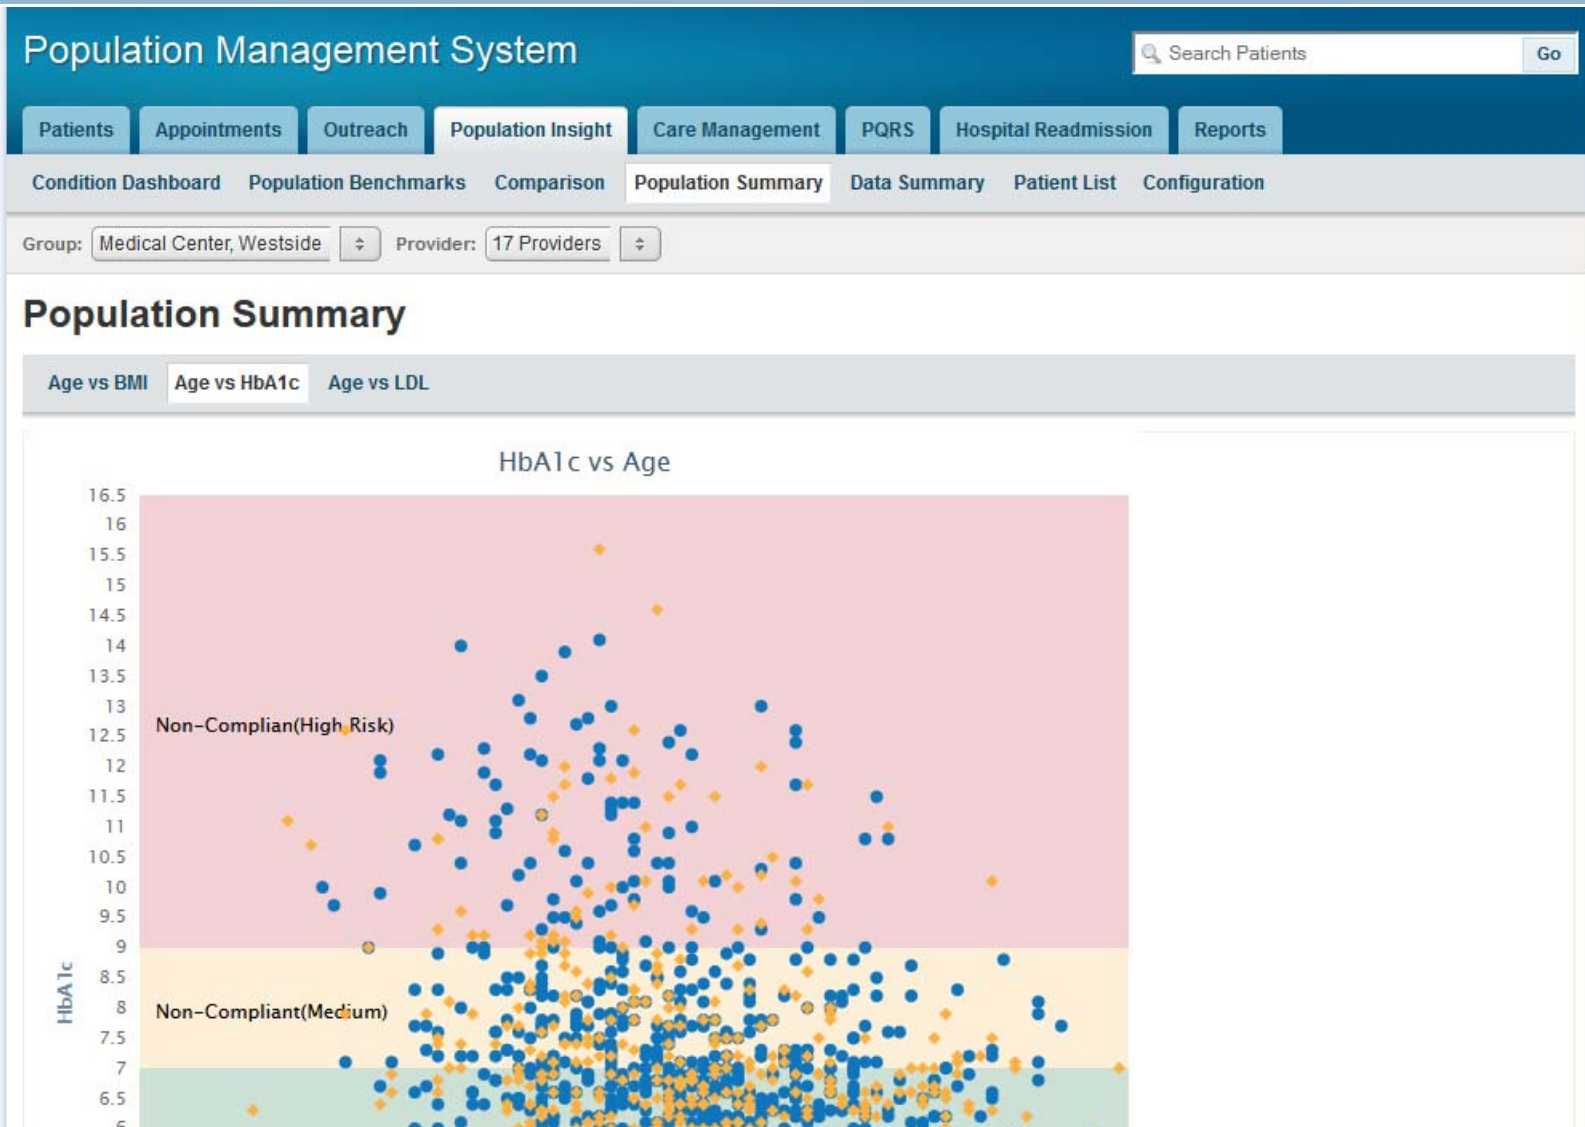 Population Management System
Search Patients Go
Patients Appointments Outreach Population Insight Care Management PQRS Hospital Readmission Reports
Condition Dashboard Population Benchmarks Comparison Population Summary Data Summary Patient List Configuration
Group: Medical Center, Westside Provider: 17 Providers
Population Summary
Age vs BMI Age vs HbA1c Age vs LDL
HbA1c vs Age
16.5
16
15.5
15
14.5
14
13.5
13
Non-Complian(High Risk)
12.5
12
11.5
11
10.5
10
9.5
9
HbA1c
8.5
8
Non-Compliant(Medium)
7.5
7
6.5